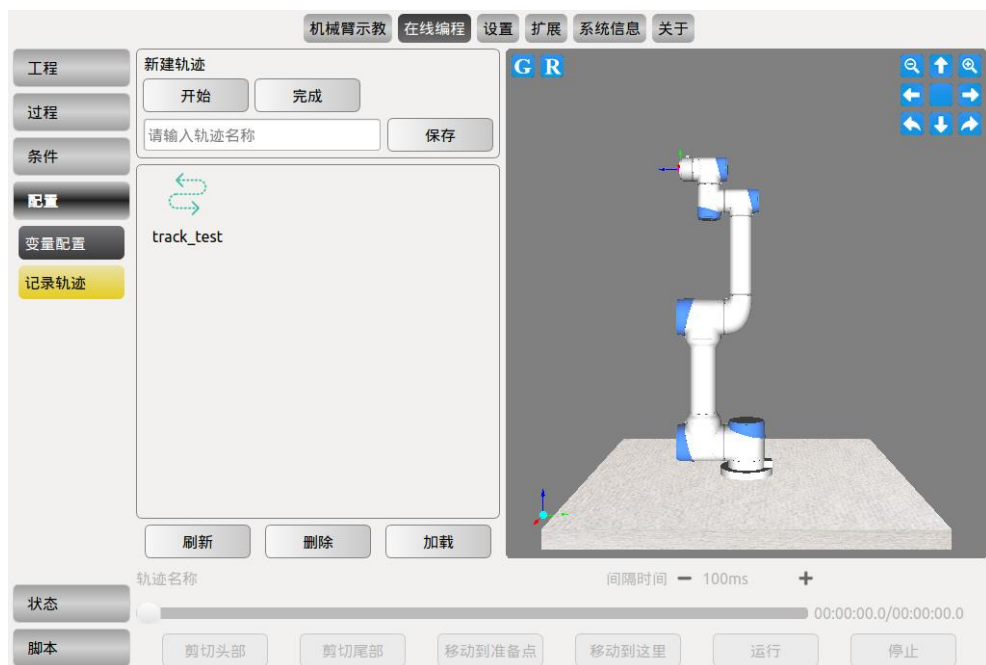 机械臂示教 在线编程 设置 扩展 系统信息 关于
工程
过程
条件
配置
变量配置
记录轨迹
状态
脚本
新建轨迹
开始 完成
请输入轨迹名称 保存
track_test
刷新 删除 加载
G R
轨迹名称 间隔时间 − 100ms +
00:00:00.0/00:00:00.0
剪切头部 剪切尾部 移动到准备点 移动到这里 运行 停止